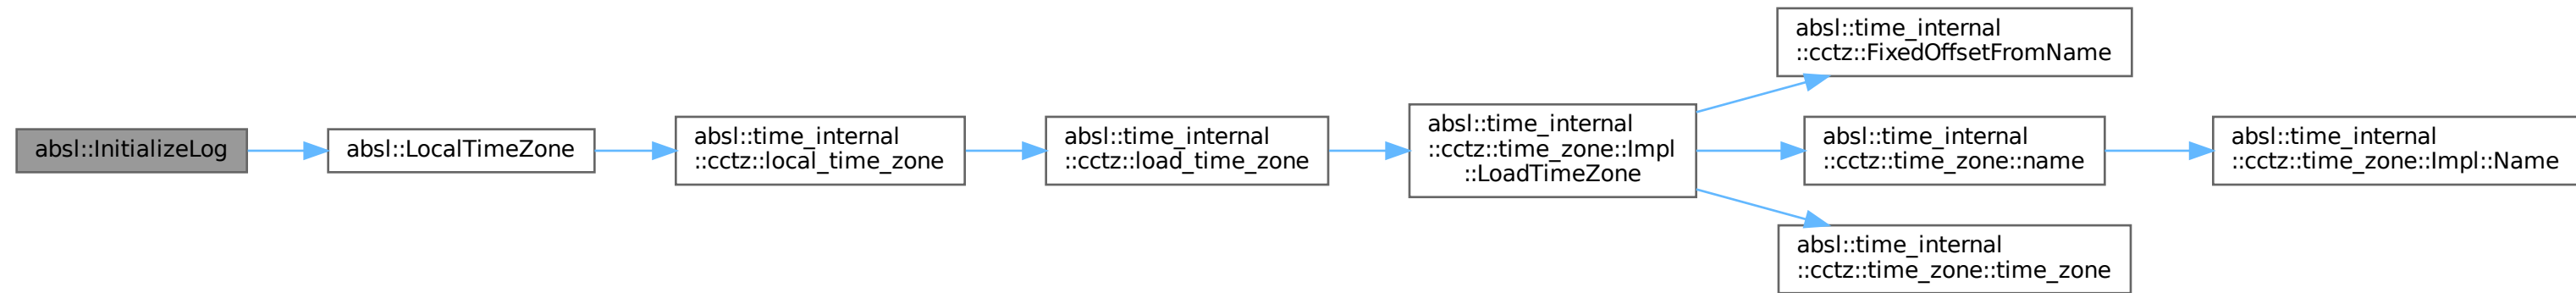 absl::InitializeLog
absl::LocalTimeZone
absl::time_internal
::cctz::local_time_zone
absl::time_internal
::cctz::load_time_zone
absl::time_internal
::cctz::time_zone::Impl
::LoadTimeZone
absl::time_internal
::cctz::FixedOffsetFromName
absl::time_internal
::cctz::time_zone::name
absl::time_internal
::cctz::time_zone::Impl::Name
absl::time_internal
::cctz::time_zone::time_zone